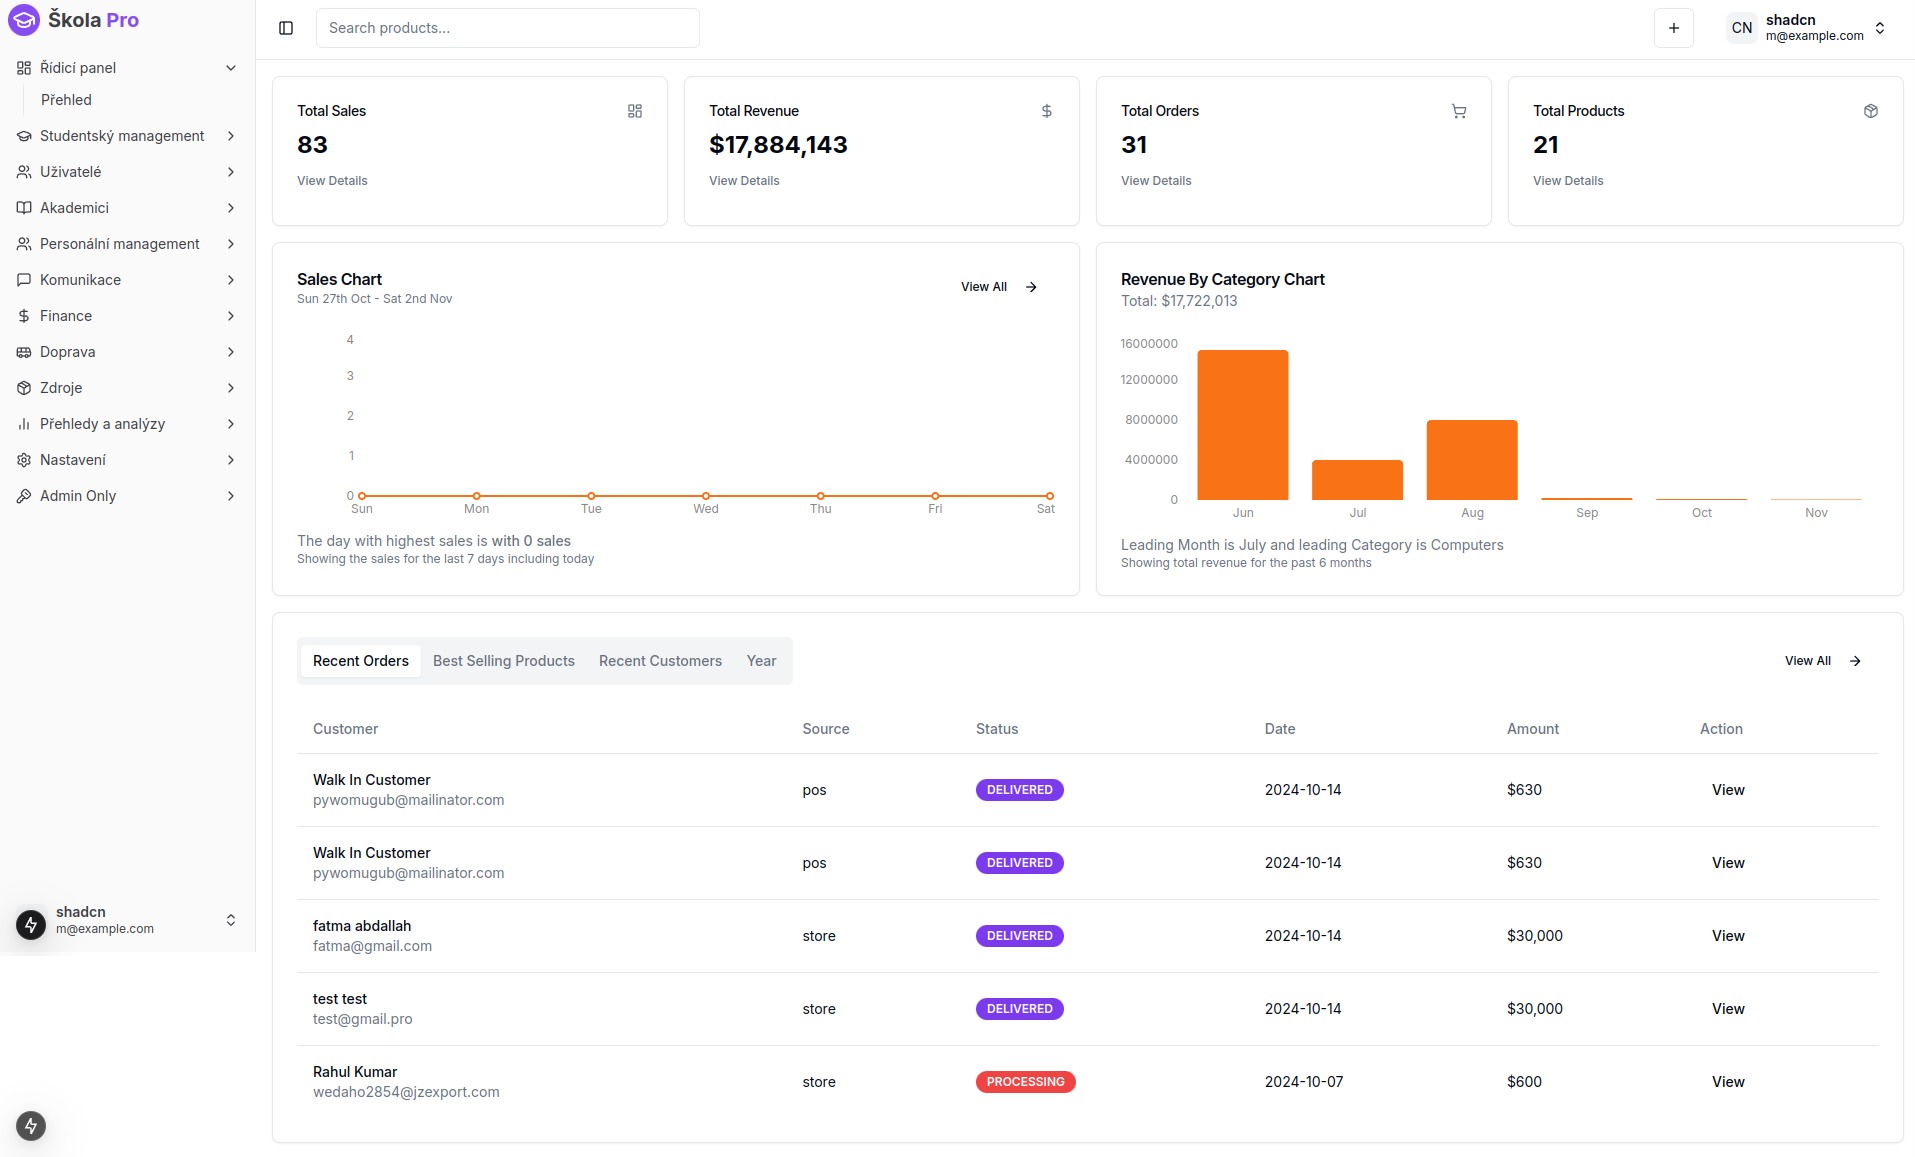 Škola Pro
Řídicí panel
Přehled
Studentský management
Uživatelé
Akademici
Personální management
Komunikace
Finance
Doprava
Zdroje
Přehledy a analýzy
Nastavení
Admin Only
shadcn
m@example.com
Search products...
CN
shadcn
m@example.com
Total Sales
83
View Details
Total Revenue
$17,884,143
View Details
Total Orders
31
View Details
Total Products
21
View Details
Sales Chart
Sun 27th Oct - Sat 2nd Nov
View All
4
3
2
1
0
Sun Mon Tue Wed Thu Fri Sat
The day with highest sales is with 0 sales
Showing the sales for the last 7 days including today
Revenue By Category Chart
Total: $17,722,013
16000000
12000000
8000000
4000000
0
Jun Jul Aug Sep Oct Nov
Leading Month is July and leading Category is Computers
Showing total revenue for the past 6 months
Recent Orders Best Selling Products Recent Customers Year
View All
Customer Source Status Date Amount Action
Walk In Customer
pywomugub@mailinator.com
pos DELIVERED 2024-10-14 $630 View
Walk In Customer
pywomugub@mailinator.com
pos DELIVERED 2024-10-14 $630 View
fatma abdallah
fatma@gmail.com
store DELIVERED 2024-10-14 $30,000 View
test test
test@gmail.pro
store DELIVERED 2024-10-14 $30,000 View
Rahul Kumar
wedaho2854@jzexport.com
store PROCESSING 2024-10-07 $600 View